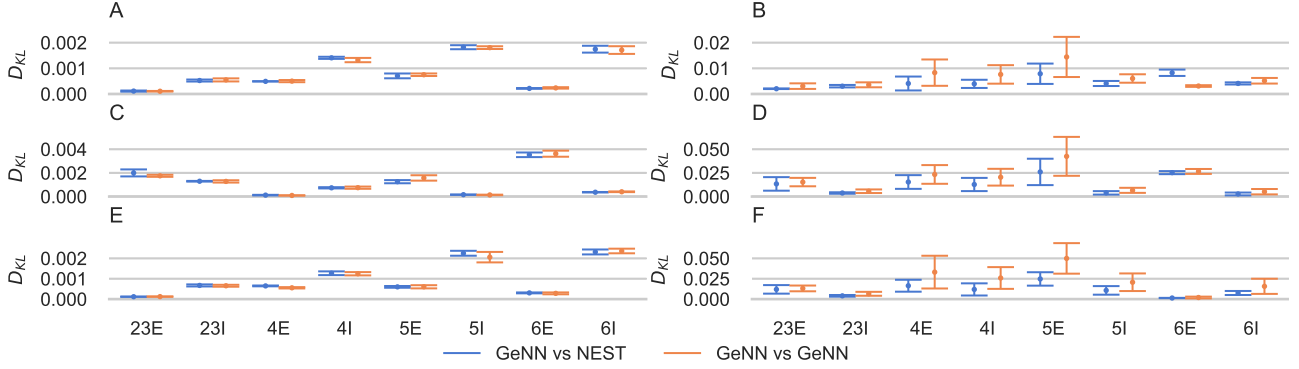 A
B
0.002
0.001
0.000
D_KL
0.02
0.01
0.00
D_KL
C
D
0.004
0.002
0.000
D_KL
0.050
0.025
0.000
D_KL
E
F
0.002
0.001
0.000
D_KL
0.050
0.025
0.000
D_KL
23E 23I 4E 4I 5E 5I 6E 6I
23E 23I 4E 4I 5E 5I 6E 6I
GeNN vs NEST GeNN vs GeNN